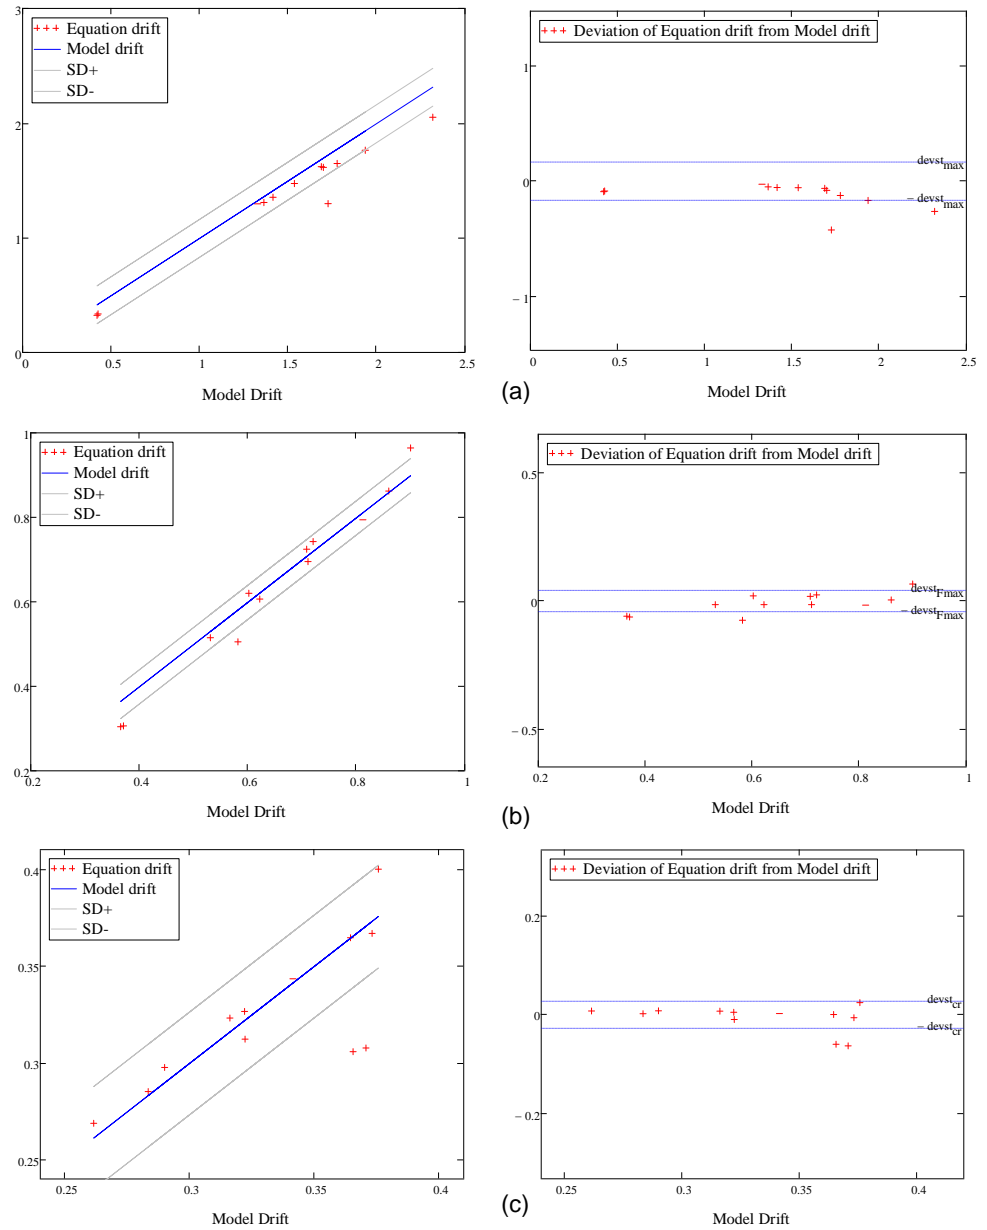 3
2
1
0
0
0.5
1
1.5
2
2.5
Equation drift
Model drift
SD+
SD-
Model Drift
1
0
− 1
0
0.5
1
1.5
2
2.5
Deviation of Equation drift from Model drift
devst max
− devst max
Model Drift
(a)
1
0.8
0.6
0.4
0.2
0.2
0.4
0.6
0.8
1
Equation drift
Model drift
SD+
SD-
Model Drift
0.5
0
− 0.5
0.2
0.4
0.6
0.8
1
Deviation of Equation drift from Model drift
devst Fmax
− devst Fmax
Model Drift
(b)
0.4
0.35
0.3
0.25
0.25
0.3
0.35
0.4
Equation drift
Model drift
SD+
SD-
Model Drift
0.2
0
− 0.2
0.25
0.3
0.35
0.4
Deviation of Equation drift from Model drift
devst cr
− devst cr
Model Drift
(c)